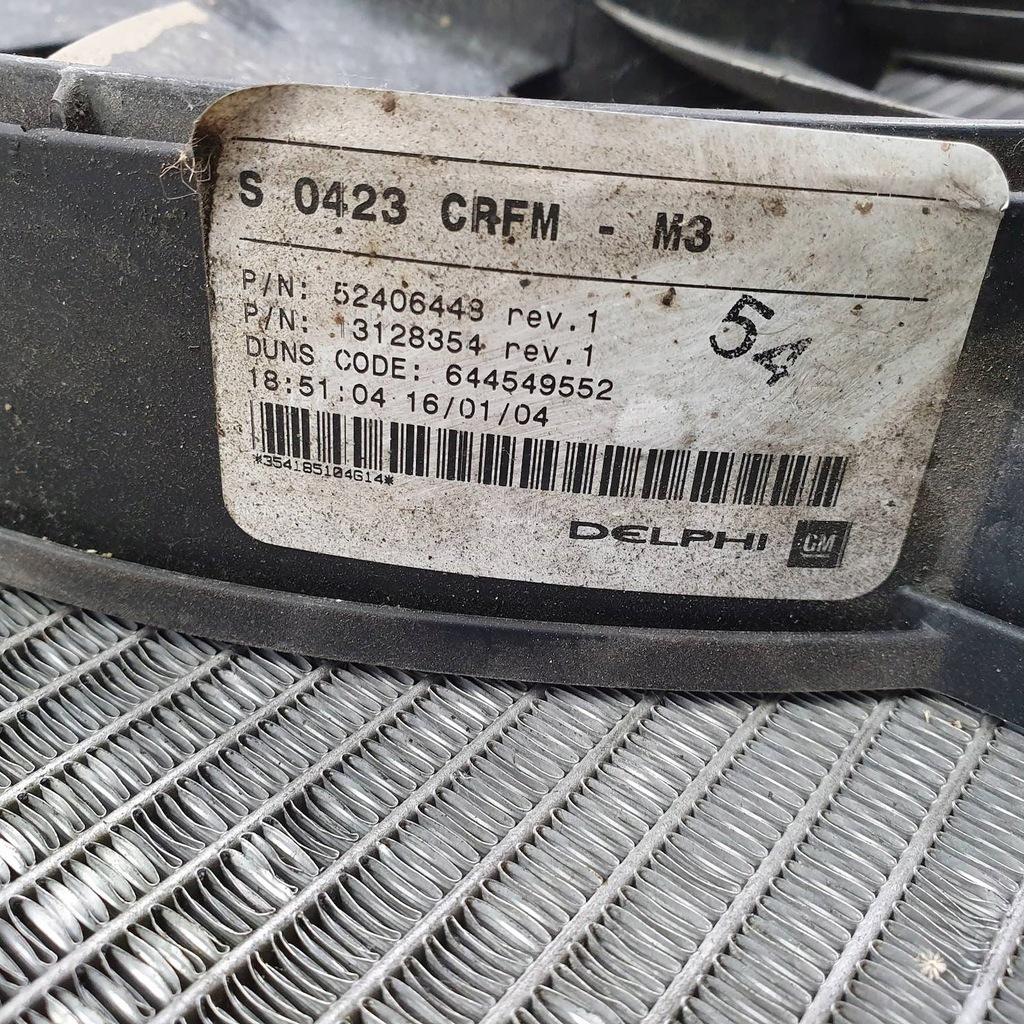 S 0423 CRFM - M3
P/N: 52406443 rev.1
P/N: 13128354 rev.1
DUNS CODE: 644549552
18:51:04 16/01/04
54
*354185104G14*
DELPHI GM